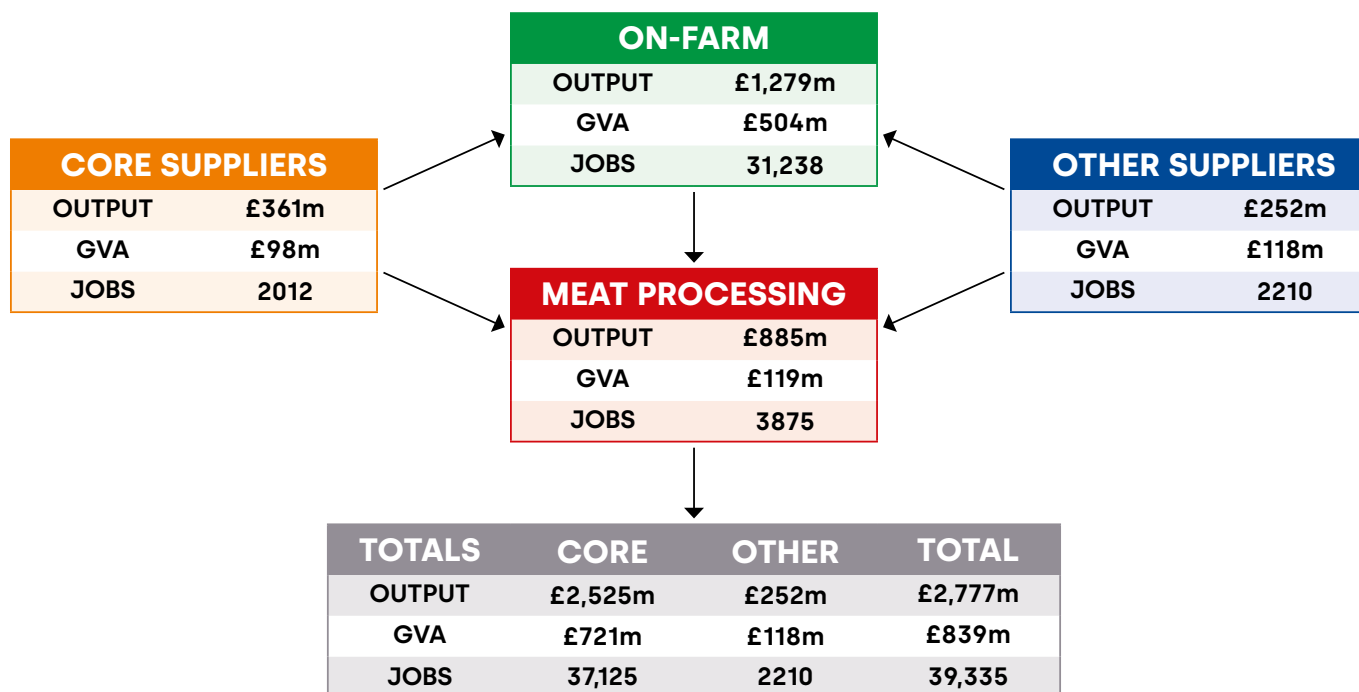 ON-FARM
OUTPUT £1,279m
GVA £504m
JOBS 31,238
CORE SUPPLIERS
OUTPUT £361m
GVA £98m
JOBS 2012
OTHER SUPPLIERS
OUTPUT £252m
GVA £118m
JOBS 2210
MEAT PROCESSING
OUTPUT £885m
GVA £119m
JOBS 3875
TOTALS CORE OTHER TOTAL
OUTPUT £2,525m £252m £2,777m
GVA £721m £118m £839m
JOBS 37,125 2210 39,335